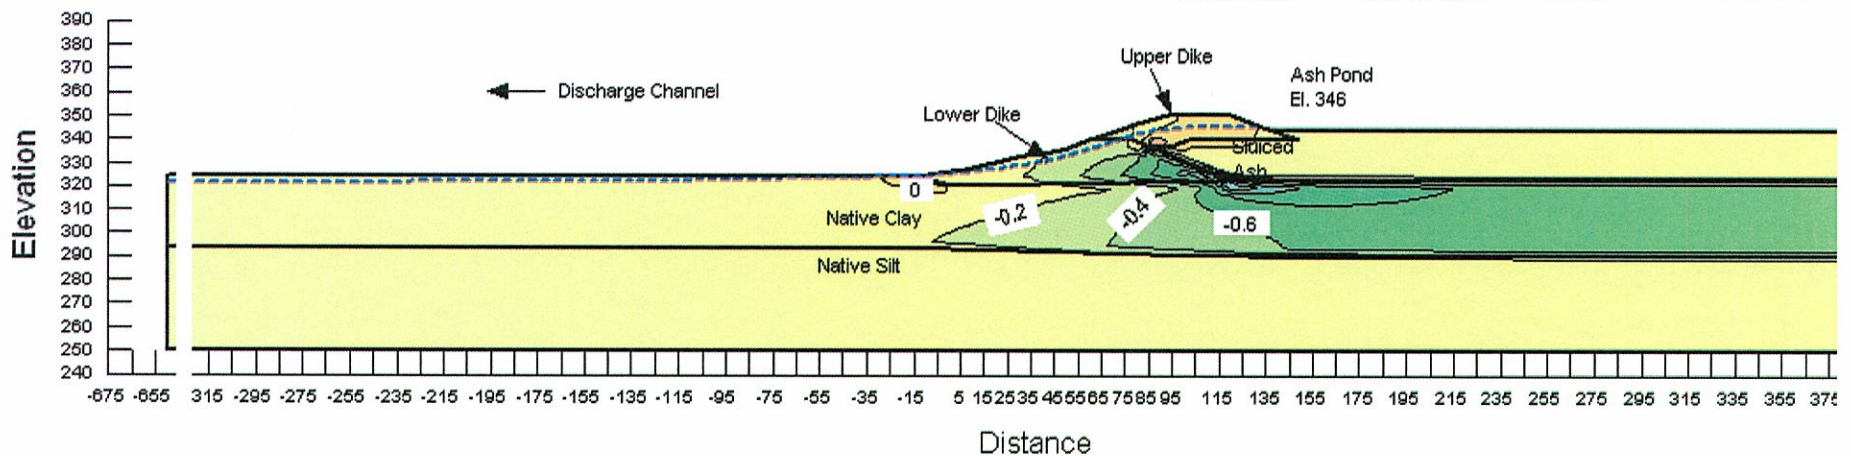 390
380
370
360
350
340
330
320
310
300
290
280
270
260
250
240
Elevation
Discharge Channel
Lower Dike
Upper Dike
Ash Pond
El. 346
Sluiced
Ash
0
-0.2
-0.4
-0.6
Native Clay
Native Silt
-675 -655 315 -295 -275 -255 -235 -215 -195 -175 -155 -135 -115 -95 -75 -55 -35 -15 5 15 25 35 45 55 65 75 85 95 115 135 155 175 195 215 235 255 275 295 315 335 355 375
Distance